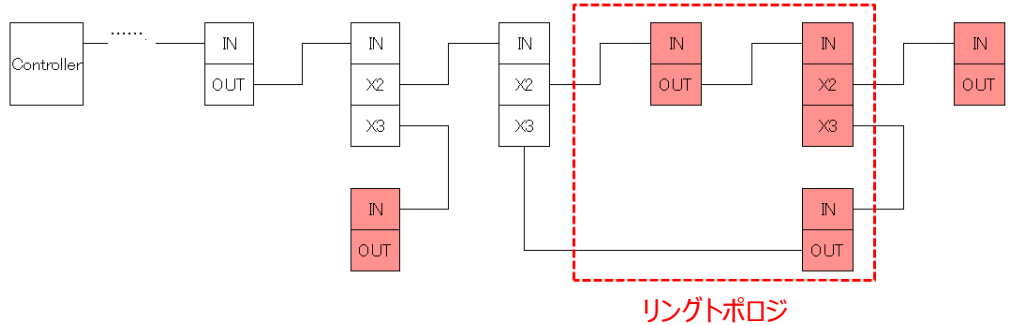 Controller
......
IN
OUT
IN
X2
X3
IN
X2
X3
IN
OUT
IN
X2
X3
IN
OUT
IN
OUT
IN
OUT
リングトポロジ